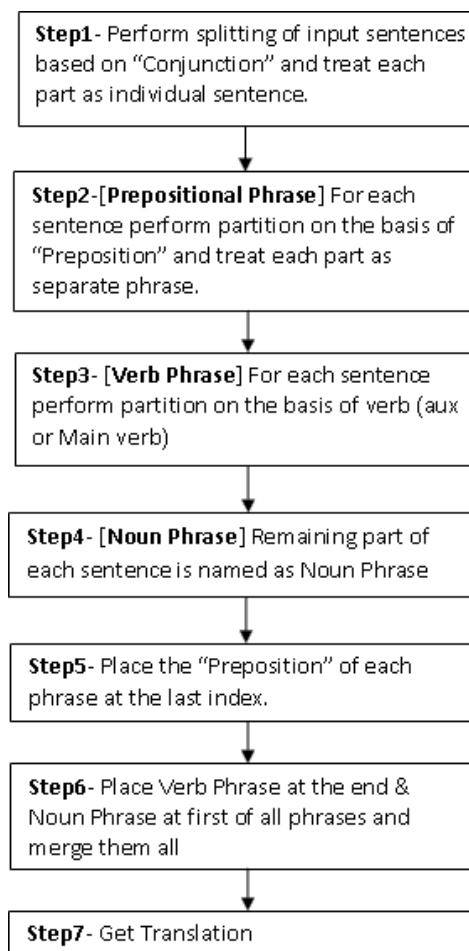 Step1- Perform splitting of input sentences
based on “Conjunction” and treat each
part as individual sentence.
Step2-[Prepositional Phrase] For each
sentence perform partition on the basis of
“Preposition” and treat each part as
separate phrase.
Step3- [Verb Phrase] For each sentence
perform partition on the basis of verb (aux
or Main verb)
Step4- [Noun Phrase] Remaining part of
each sentence is named as Noun Phrase
Step5- Place the “Preposition” of each
phrase at the last index.
Step6- Place Verb Phrase at the end &
Noun Phrase at first of all phrases and
merge them all
Step7- Get Translation